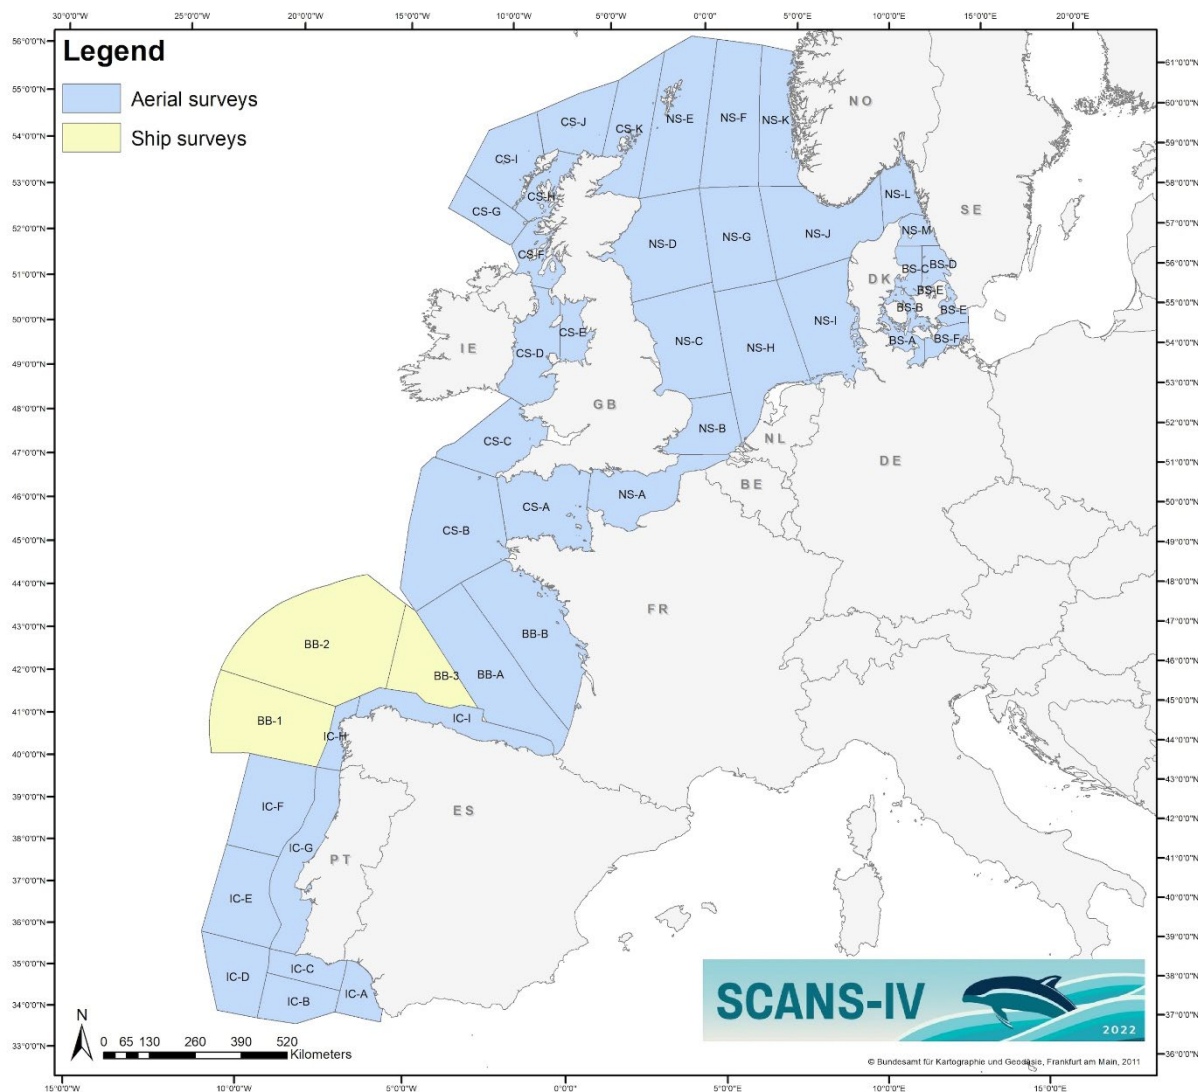 30°0'0"W 25°0'0"W 20°0'0"W 15°0'0"W 10°0'0"W 5°0'0"W 0°0'0" 5°0'0"E 10°0'0"E 15°0'0"E 20°0'0"E
Legend
Aerial surveys
Ship surveys
56°0'0"N
55°0'0"N
54°0'0"N
53°0'0"N
52°0'0"N
51°0'0"N
50°0'0"N
49°0'0"N
48°0'0"N
47°0'0"N
46°0'0"N
45°0'0"N
44°0'0"N
43°0'0"N
42°0'0"N
41°0'0"N
40°0'0"N
39°0'0"N
38°0'0"N
37°0'0"N
36°0'0"N
35°0'0"N
34°0'0"N
33°0'0"N
CS-J
CS-K
NS-E
NS-F
NS-K
NO
CS-I
CS-H
CS-G
NS-L
SE
CS-F
NS-D
NS-G
NS-J
NS-M
BS-C
BS-D
DK
BS-E
BS-B
BS-E
CS-E
NS-I
IE
CS-D
NS-C
NS-H
BS-A
BS-F
GB
NS-B
NL
CS-C
DE
BE
CS-A
NS-A
CS-B
FR
BB-2
BB-B
BB-A
BB-3
BB-1
IC-I
IC-H
IC-F
ES
IC-G
PT
IC-E
IC-D
IC-C
IC-B
IC-A
61°0'0"N
60°0'0"N
59°0'0"N
58°0'0"N
57°0'0"N
56°0'0"N
55°0'0"N
54°0'0"N
53°0'0"N
52°0'0"N
51°0'0"N
50°0'0"N
49°0'0"N
48°0'0"N
47°0'0"N
46°0'0"N
45°0'0"N
44°0'0"N
43°0'0"N
42°0'0"N
41°0'0"N
40°0'0"N
39°0'0"N
38°0'0"N
37°0'0"N
36°0'0"N
SCANS-IV
2022
N
0 65 130 260 390 520
Kilometers
© Bundesamt für Kartographie und Geodäsie, Frankfurt am Main, 2011
15°0'0"W 10°0'0"W 5°0'0"W 0°0'0" 5°0'0"E 10°0'0"E 15°0'0"E